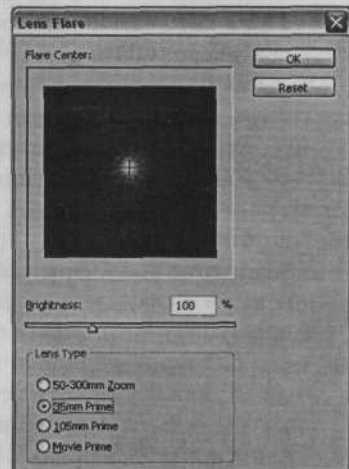 Lens Flare
Flare Center:
OK
Reset
Brightness:
100 %
Lens Type
50-300mm Zoom
35mm Prime
105mm Prime
Movie Prime